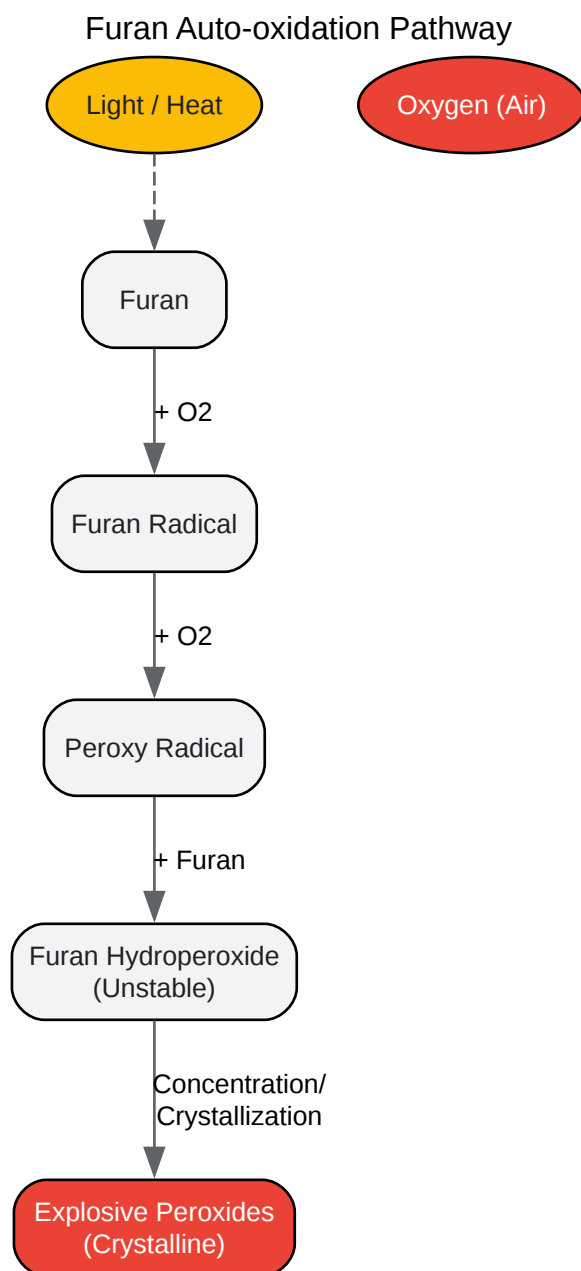 Furan Auto-oxidation Pathway
Light / Heat
Oxygen (Air)
Furan
+ O2
Furan Radical
+ O2
Peroxy Radical
+ Furan
Furan Hydroperoxide
(Unstable)
Concentration/
Crystallization
Explosive Peroxides
(Crystalline)